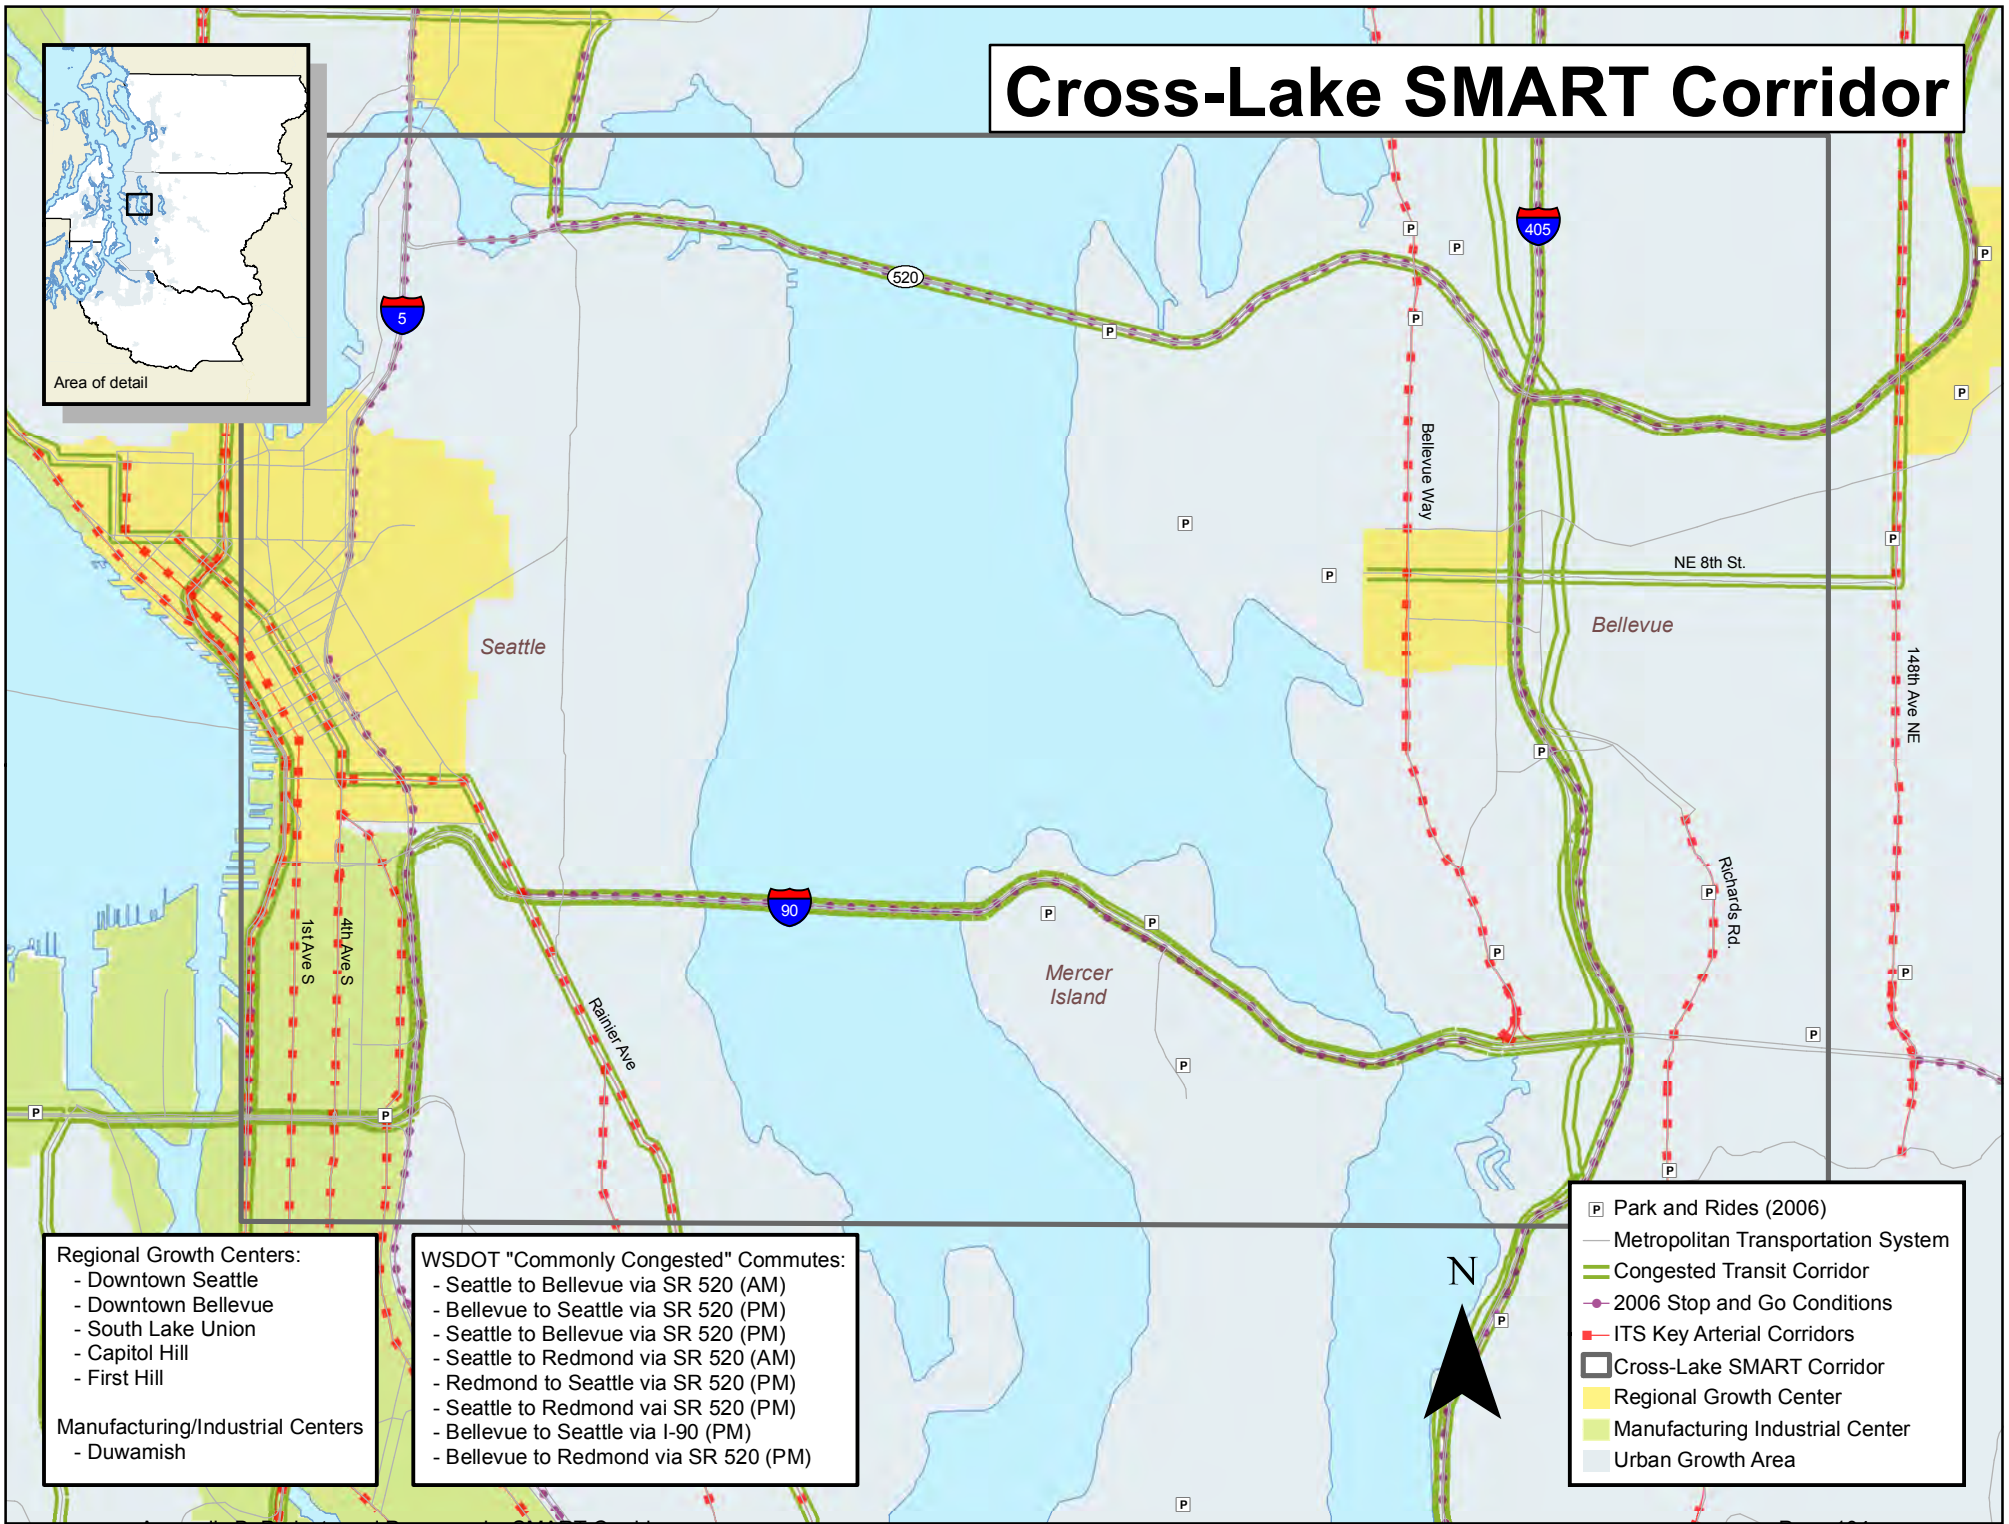 Cross-Lake SMART Corridor
Area of detail
5
520
405
90
P
Bellevue Way
NE 8th St.
Bellevue
148th Ave NE
Seattle
Richards Rd.
1st Ave S
4th Ave S
Rainier Ave
Mercer
Island
N
Regional Growth Centers:
- Downtown Seattle
- Downtown Bellevue
- South Lake Union
- Capitol Hill
- First Hill
Manufacturing/Industrial Centers
- Duwamish
WSDOT "Commonly Congested" Commutes:
- Seattle to Bellevue via SR 520 (AM)
- Bellevue to Seattle via SR 520 (PM)
- Seattle to Bellevue via SR 520 (PM)
- Seattle to Redmond via SR 520 (AM)
- Redmond to Seattle via SR 520 (PM)
- Seattle to Redmond vai SR 520 (PM)
- Bellevue to Seattle via I-90 (PM)
- Bellevue to Redmond via SR 520 (PM)
P Park and Rides (2006)
Metropolitan Transportation System
Congested Transit Corridor
2006 Stop and Go Conditions
ITS Key Arterial Corridors
Cross-Lake SMART Corridor
Regional Growth Center
Manufacturing Industrial Center
Urban Growth Area